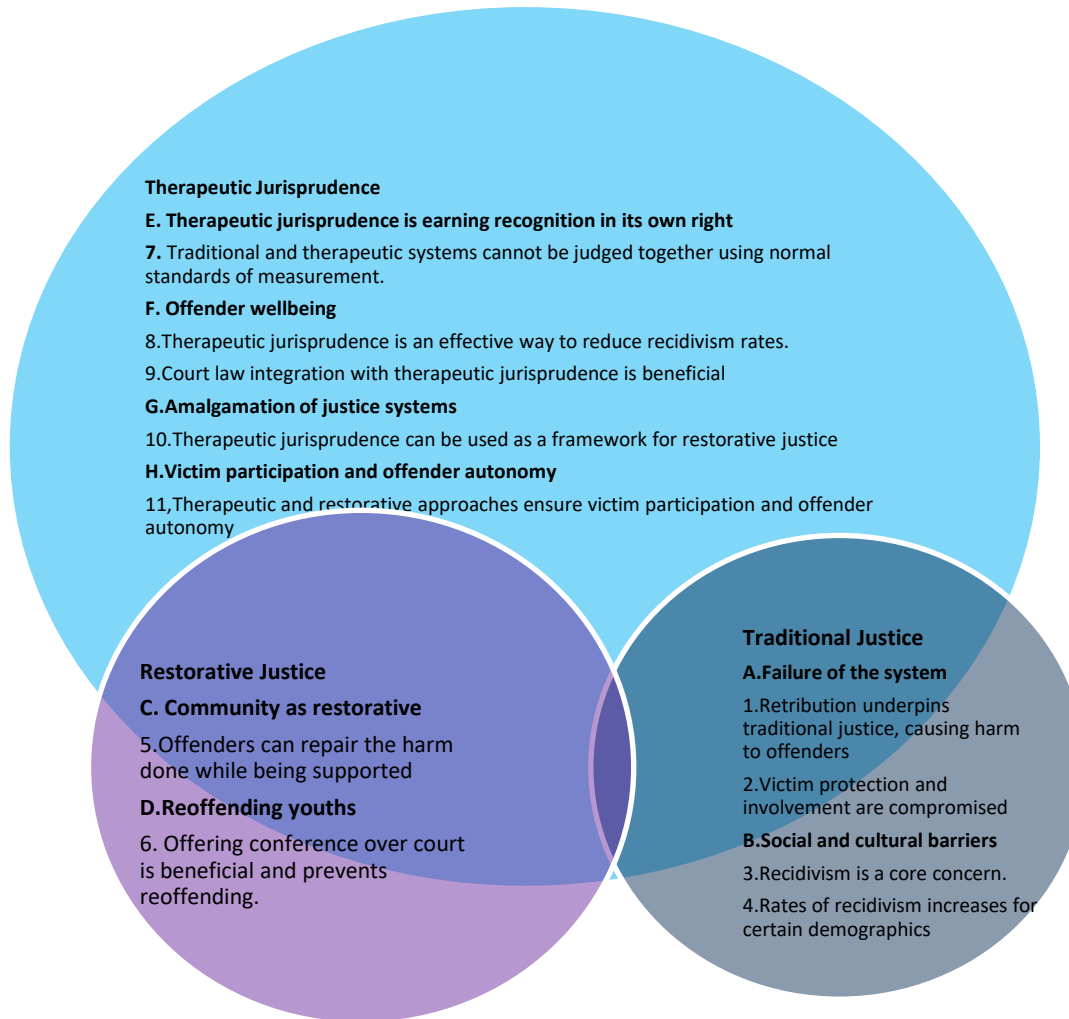 Therapeutic Jurisprudence
E. Therapeutic jurisprudence is earning recognition in its own right
7. Traditional and therapeutic systems cannot be judged together using normal
standards of measurement.
F. Offender wellbeing
8.Therapeutic jurisprudence is an effective way to reduce recidivism rates.
9.Court law integration with therapeutic jurisprudence is beneficial
G.Amalgamation of justice systems
10.Therapeutic jurisprudence can be used as a framework for restorative justice
H.Victim participation and offender autonomy
11,Therapeutic and restorative approaches ensure victim participation and offender
autonomy
Restorative Justice
C. Community as restorative
5.Offenders can repair the harm
done while being supported
D.Reoffending youths
6. Offering conference over court
is beneficial and prevents
reoffending.
Traditional Justice
A.Failure of the system
1.Retribution underpins
traditional justice, causing harm
to offenders
2.Victim protection and
involvement are compromised
B.Social and cultural barriers
3.Recidivism is a core concern.
4.Rates of recidivism increases for
certain demographics